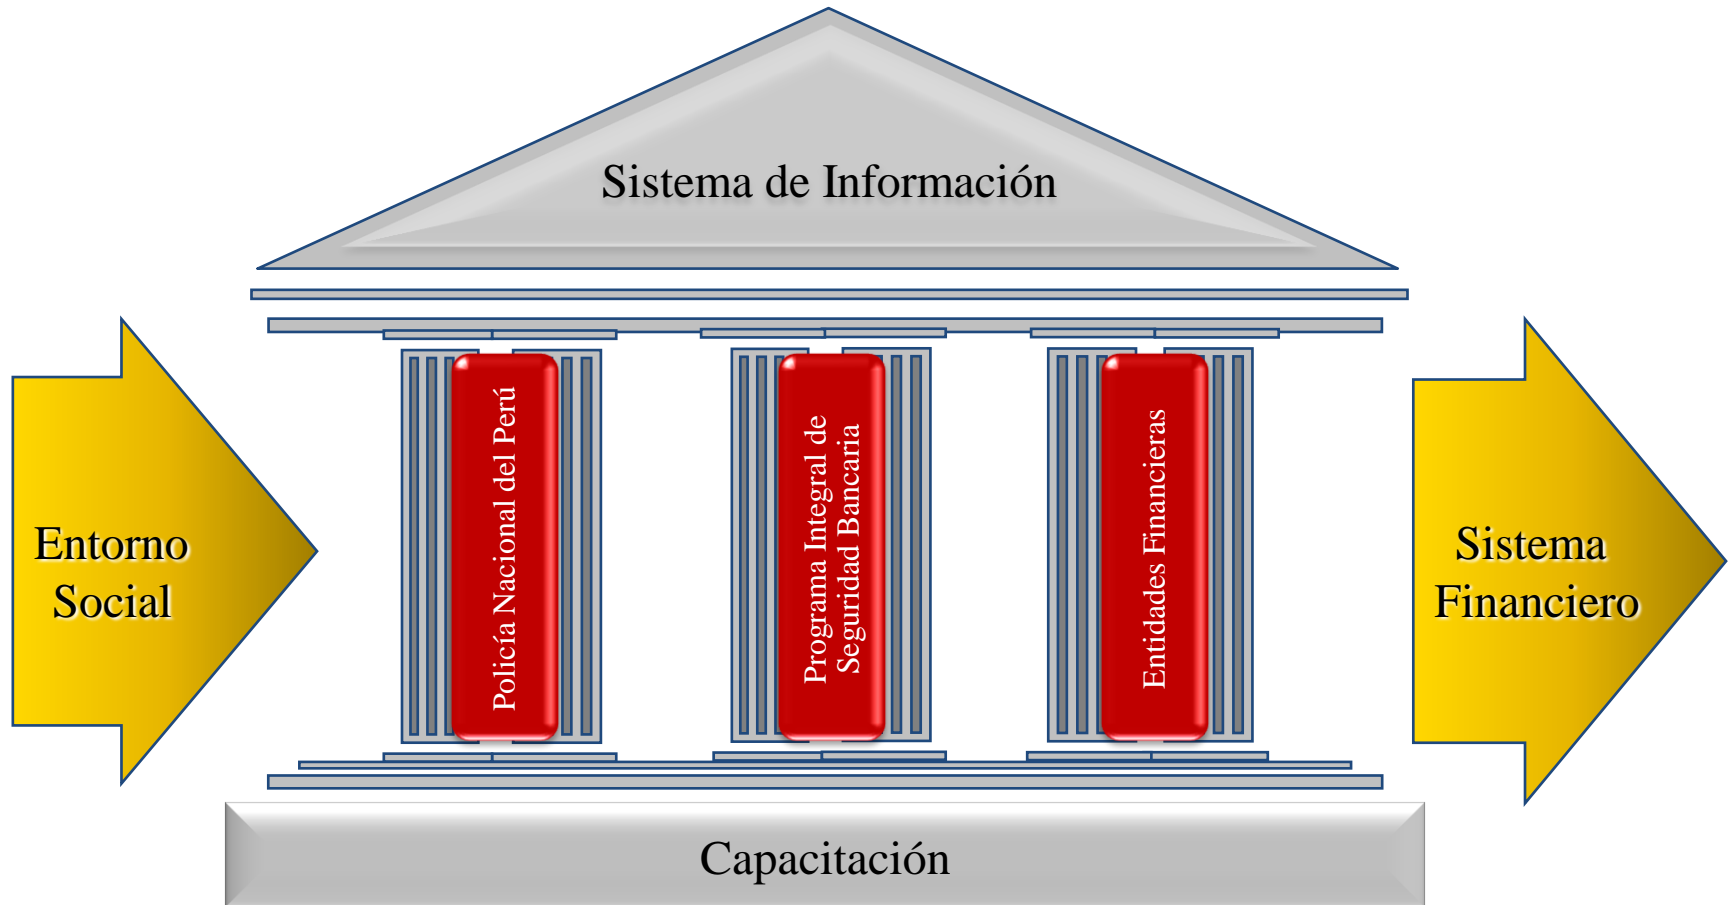 Sistema de Información
Entorno
Social
Policía Nacional del Perú
Programa Integral de
Seguridad Bancaria
Entidades Financieras
Sistema
Financiero
Capacitación